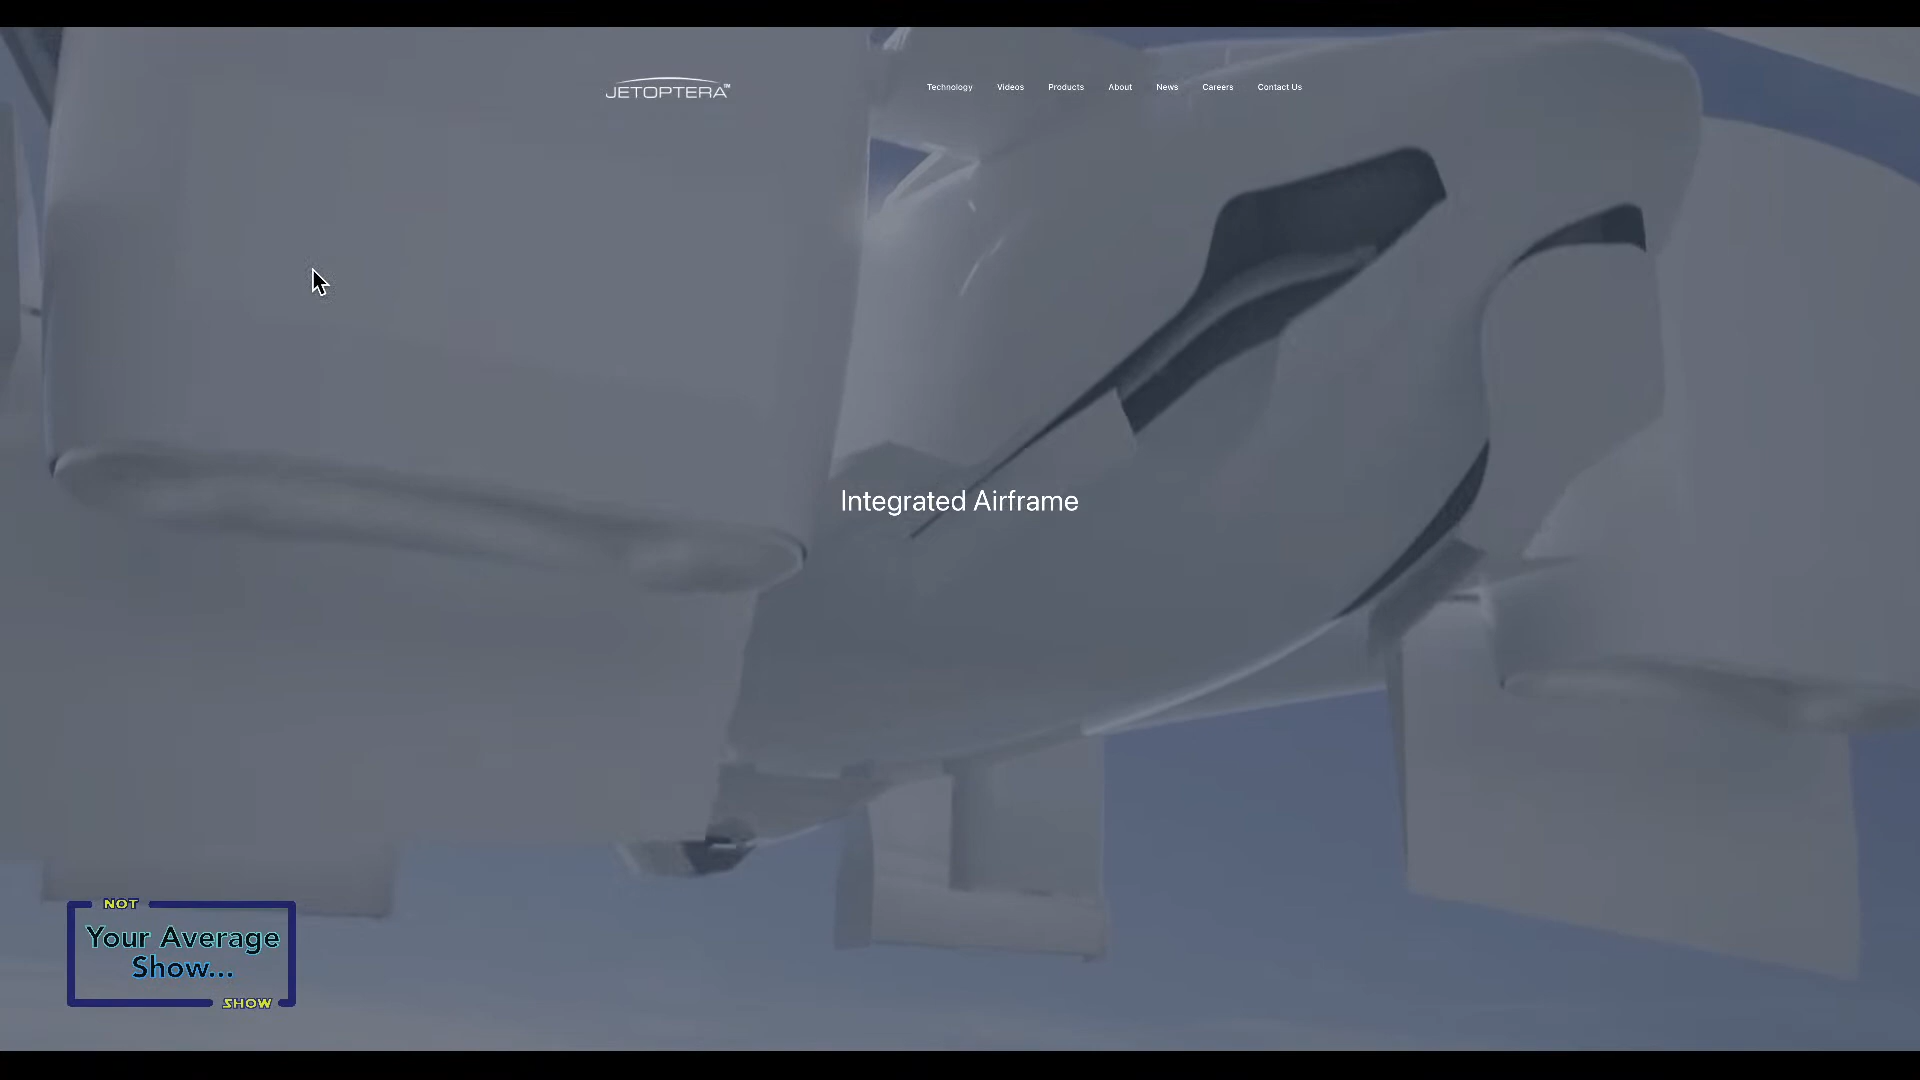 JETOPTERA™
Technology Videos Products About News Careers Contact Us
Integrated Airframe
NOT
Your Average
Show...
SHOW